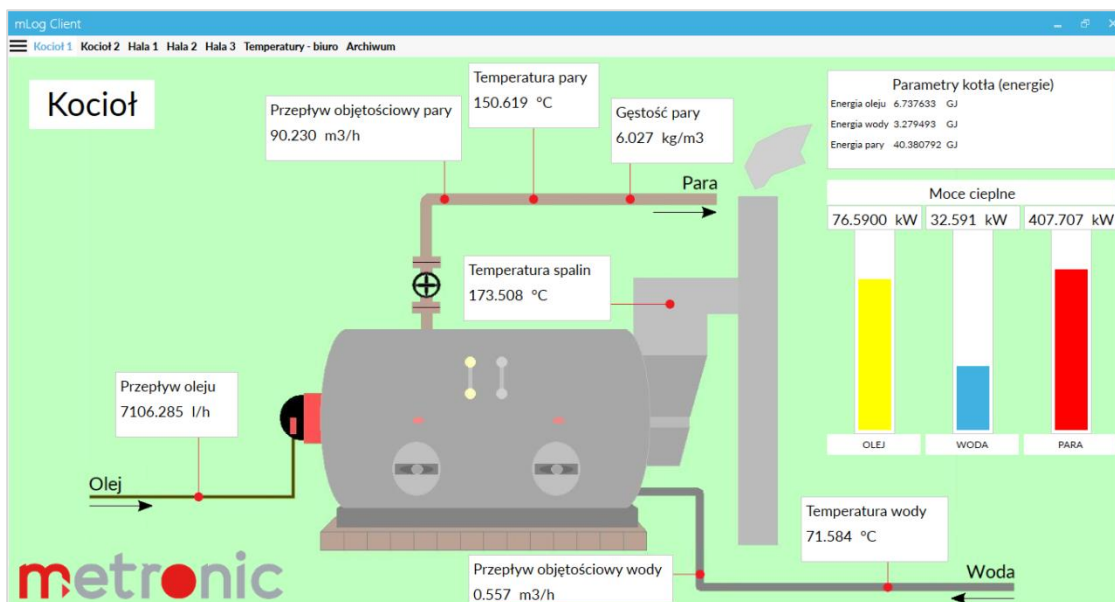 mLog Client
Kocioł 1 Kocioł 2 Hala 1 Hala 2 Hala 3 Temperatury - biuro Archiwum
Kocioł
Przepływ objętościowy pary
90.230 m3/h
Temperatura pary
150.619 °C
Gęstość pary
6.027 kg/m3
Para
Parametry kotła (energie)
Energia oleju 6.737633 GJ
Energia wody 3.279493 GJ
Energia pary 40.380792 GJ
Moce cieplne
76.5900 kW 32.591 kW 407.707 kW
OLEJ WODA PARA
Temperatura spalin
173.508 °C
Przepływ oleju
7106.285 l/h
Olej
Temperatura wody
71.584 °C
Woda
Przepływ objętościowy wody
0.557 m3/h
metronic